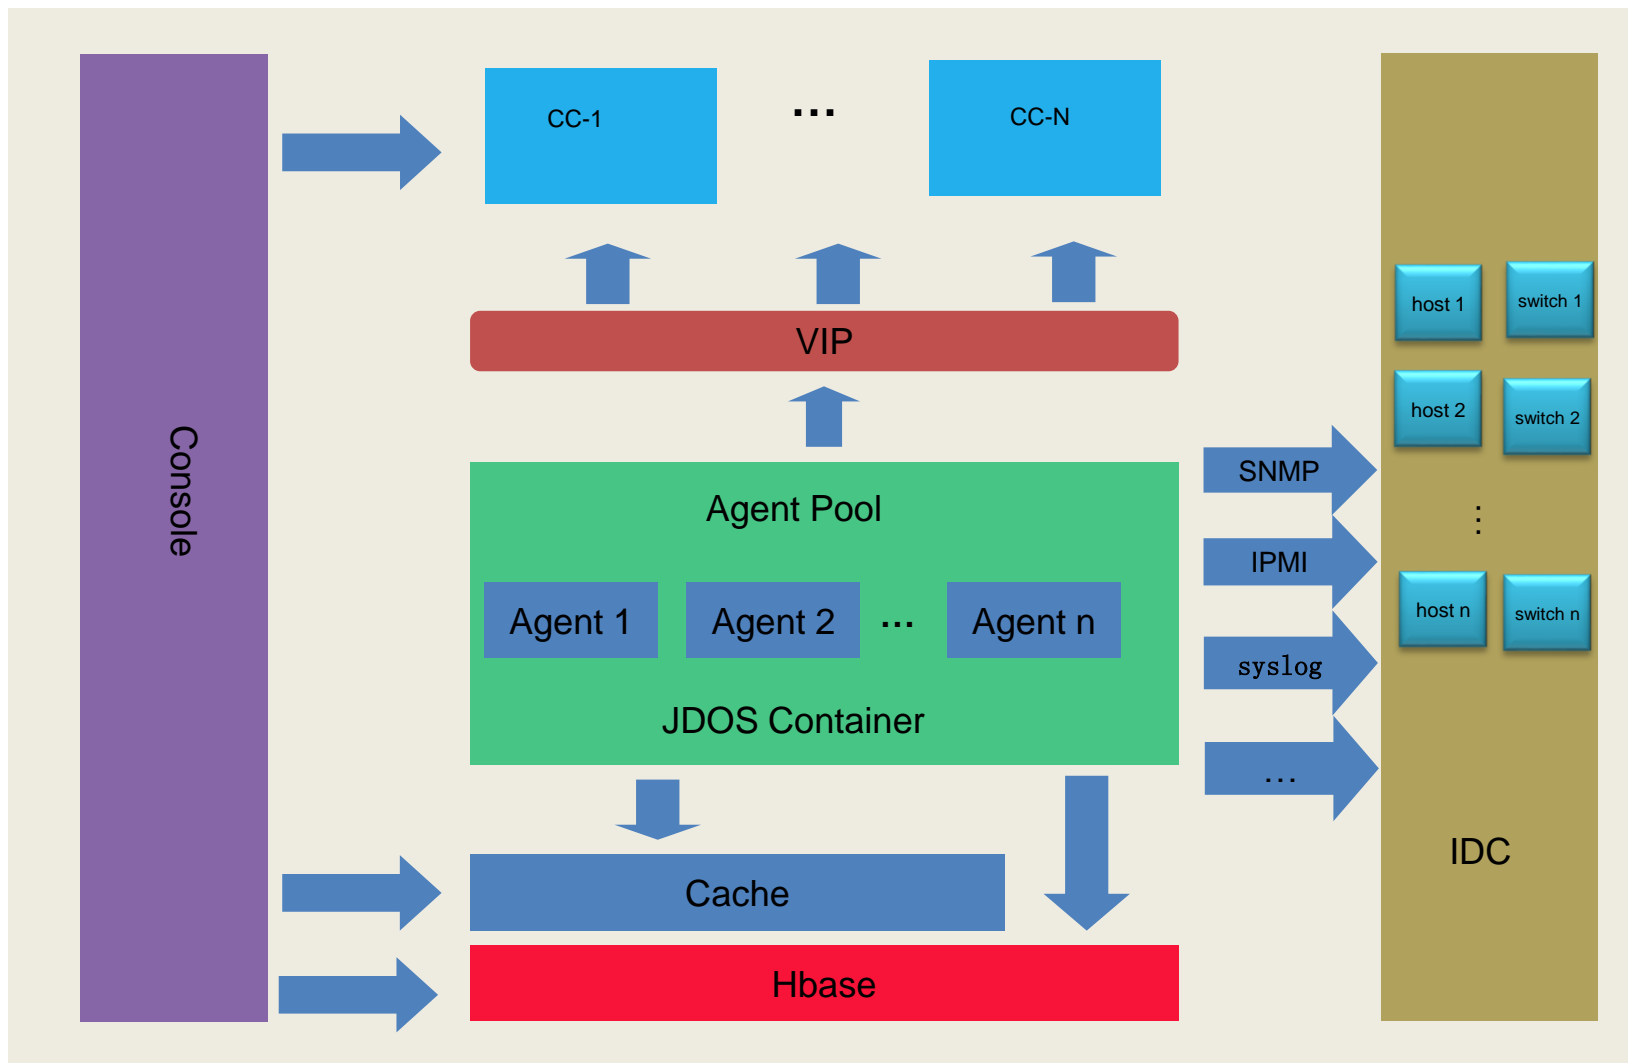 Console
CC-1
...
CC-N
VIP
Agent Pool
Agent 1
Agent 2
...
Agent n
JDOS Container
Cache
Hbase
SNMP
IPMI
syslog
...
host 1
switch 1
host 2
switch 2
...
host n
switch n
IDC